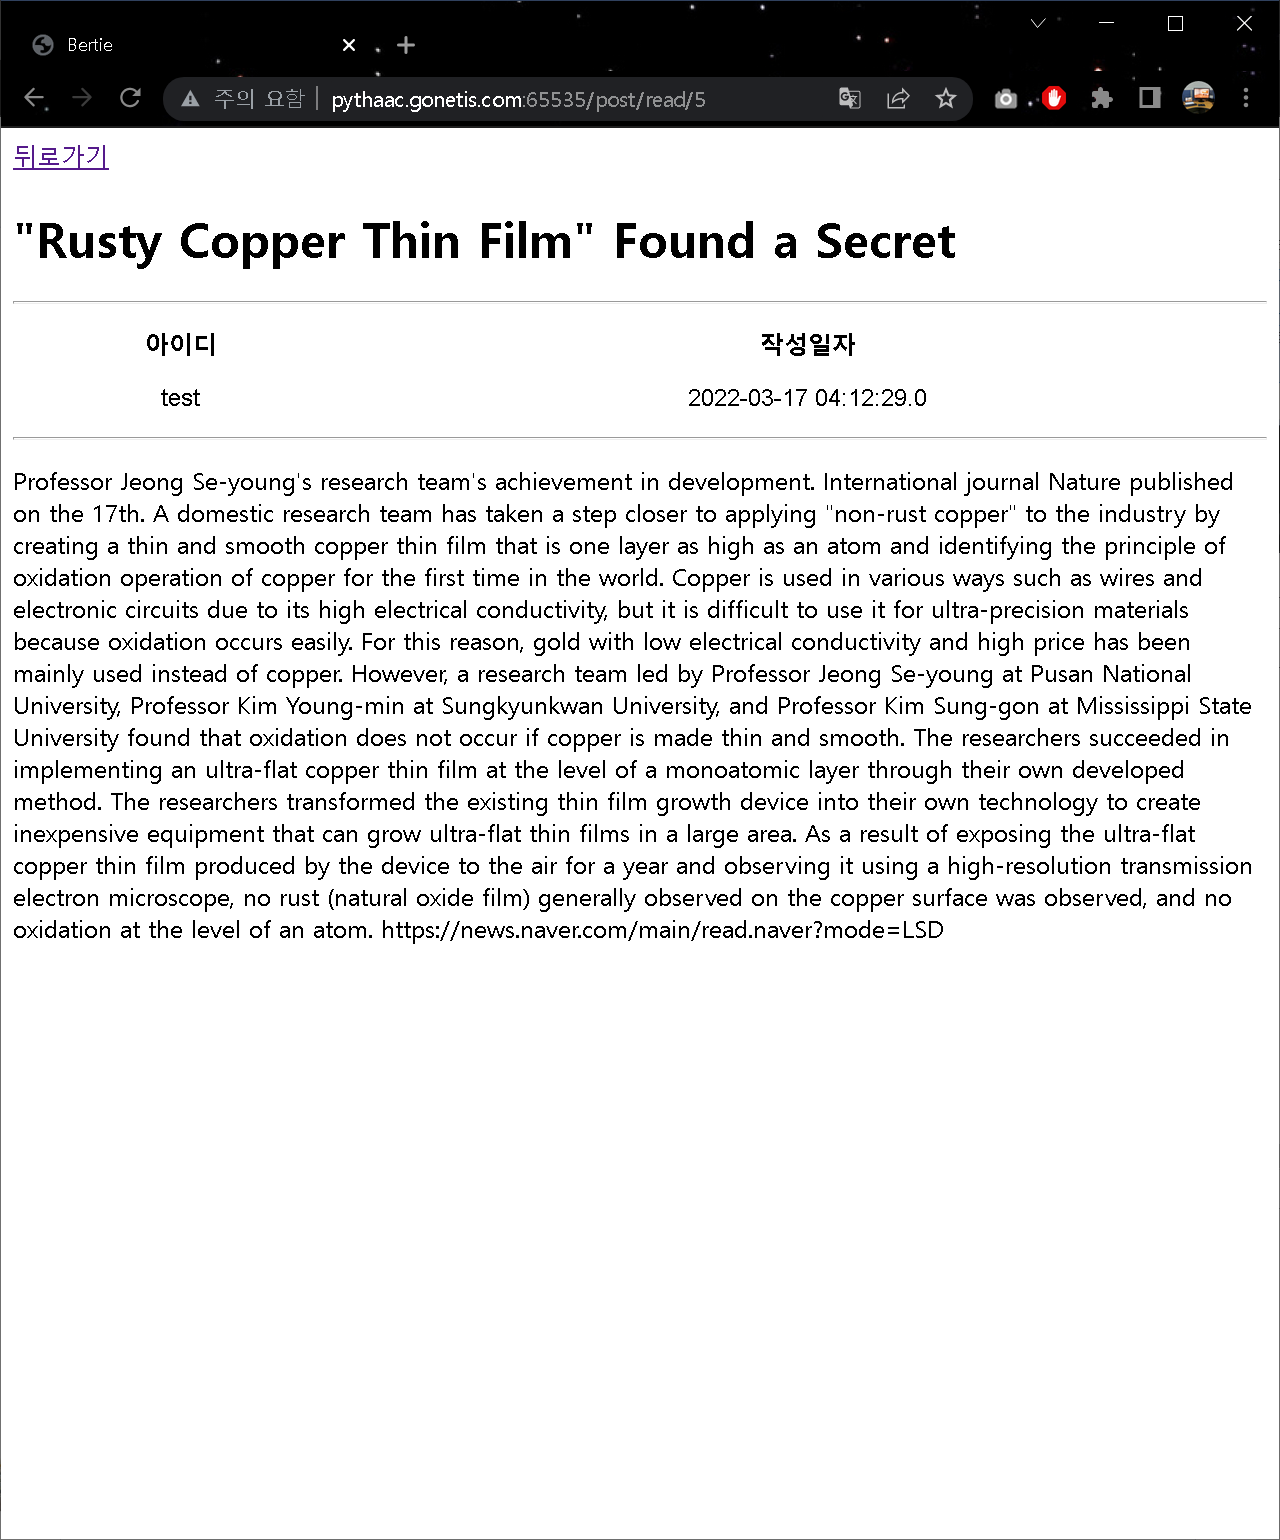 Bertie
주의 요함 | pythaac.gonetis.com:65535/post/read/5
뒤로가기
"Rusty Copper Thin Film" Found a Secret
아이디 작성일자
test 2022-03-17 04:12:29.0
Professor Jeong Se-young's research team's achievement in development. International journal Nature published
on the 17th. A domestic research team has taken a step closer to applying "non-rust copper" to the industry by
creating a thin and smooth copper thin film that is one layer as high as an atom and identifying the principle of
oxidation operation of copper for the first time in the world. Copper is used in various ways such as wires and
electronic circuits due to its high electrical conductivity, but it is difficult to use it for ultra-precision materials
because oxidation occurs easily. For this reason, gold with low electrical conductivity and high price has been
mainly used instead of copper. However, a research team led by Professor Jeong Se-young at Pusan National
University, Professor Kim Young-min at Sungkyunkwan University, and Professor Kim Sung-gon at Mississippi State
University found that oxidation does not occur if copper is made thin and smooth. The researchers succeeded in
implementing an ultra-flat copper thin film at the level of a monoatomic layer through their own developed
method. The researchers transformed the existing thin film growth device into their own technology to create
inexpensive equipment that can grow ultra-flat thin films in a large area. As a result of exposing the ultra-flat
copper thin film produced by the device to the air for a year and observing it using a high-resolution transmission
electron microscope, no rust (natural oxide film) generally observed on the copper surface was observed, and no
oxidation at the level of an atom. https://news.naver.com/main/read.naver?mode=LSD